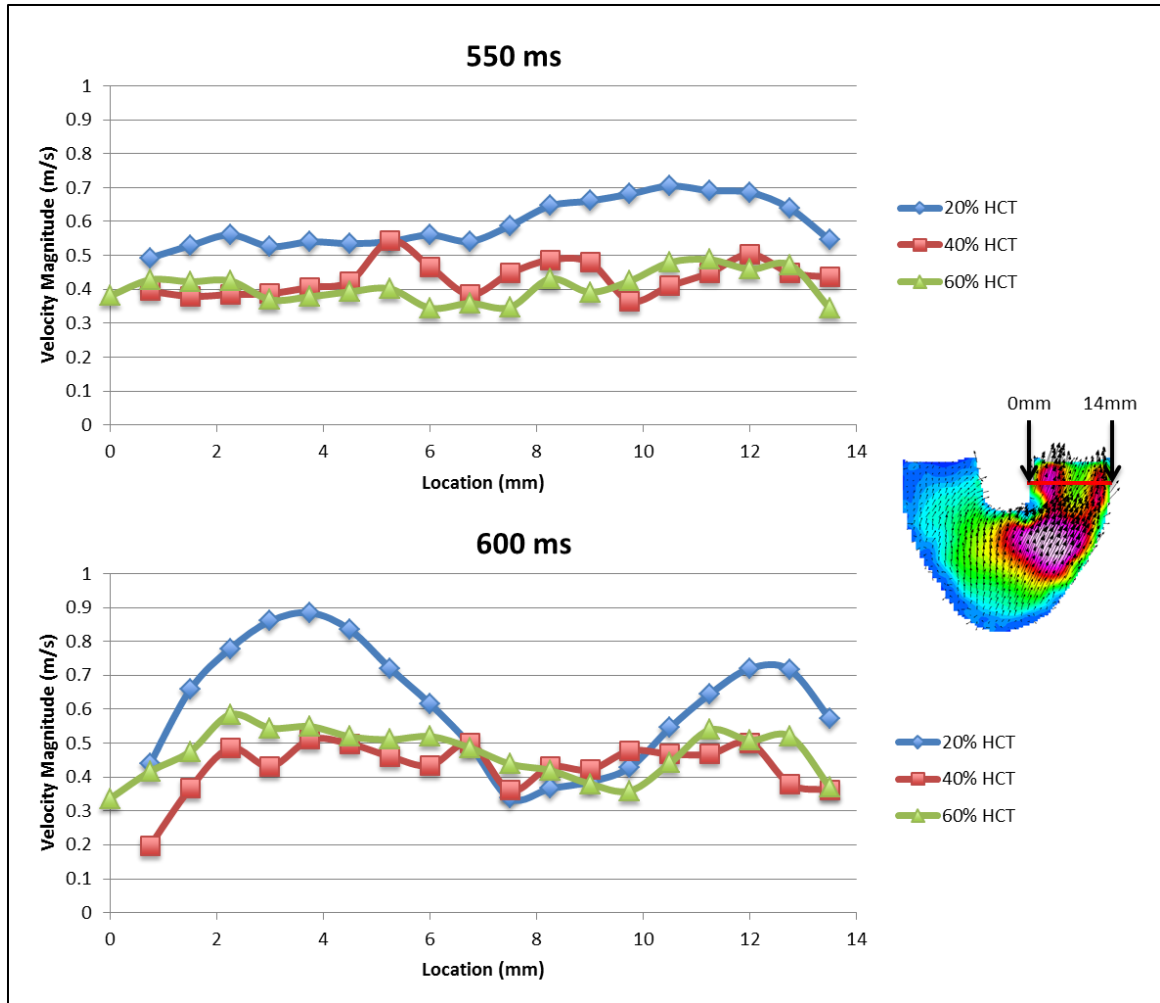 550 ms
Velocity Magnitude (m/s)
1
0.9
0.8
0.7
0.6
0.5
0.4
0.3
0.2
0.1
0
0 2 4 6 8 10 12 14
Location (mm)
20% HCT
40% HCT
60% HCT
0mm 14mm
600 ms
Velocity Magnitude (m/s)
1
0.9
0.8
0.7
0.6
0.5
0.4
0.3
0.2
0.1
0
0 2 4 6 8 10 12 14
Location (mm)
20% HCT
40% HCT
60% HCT